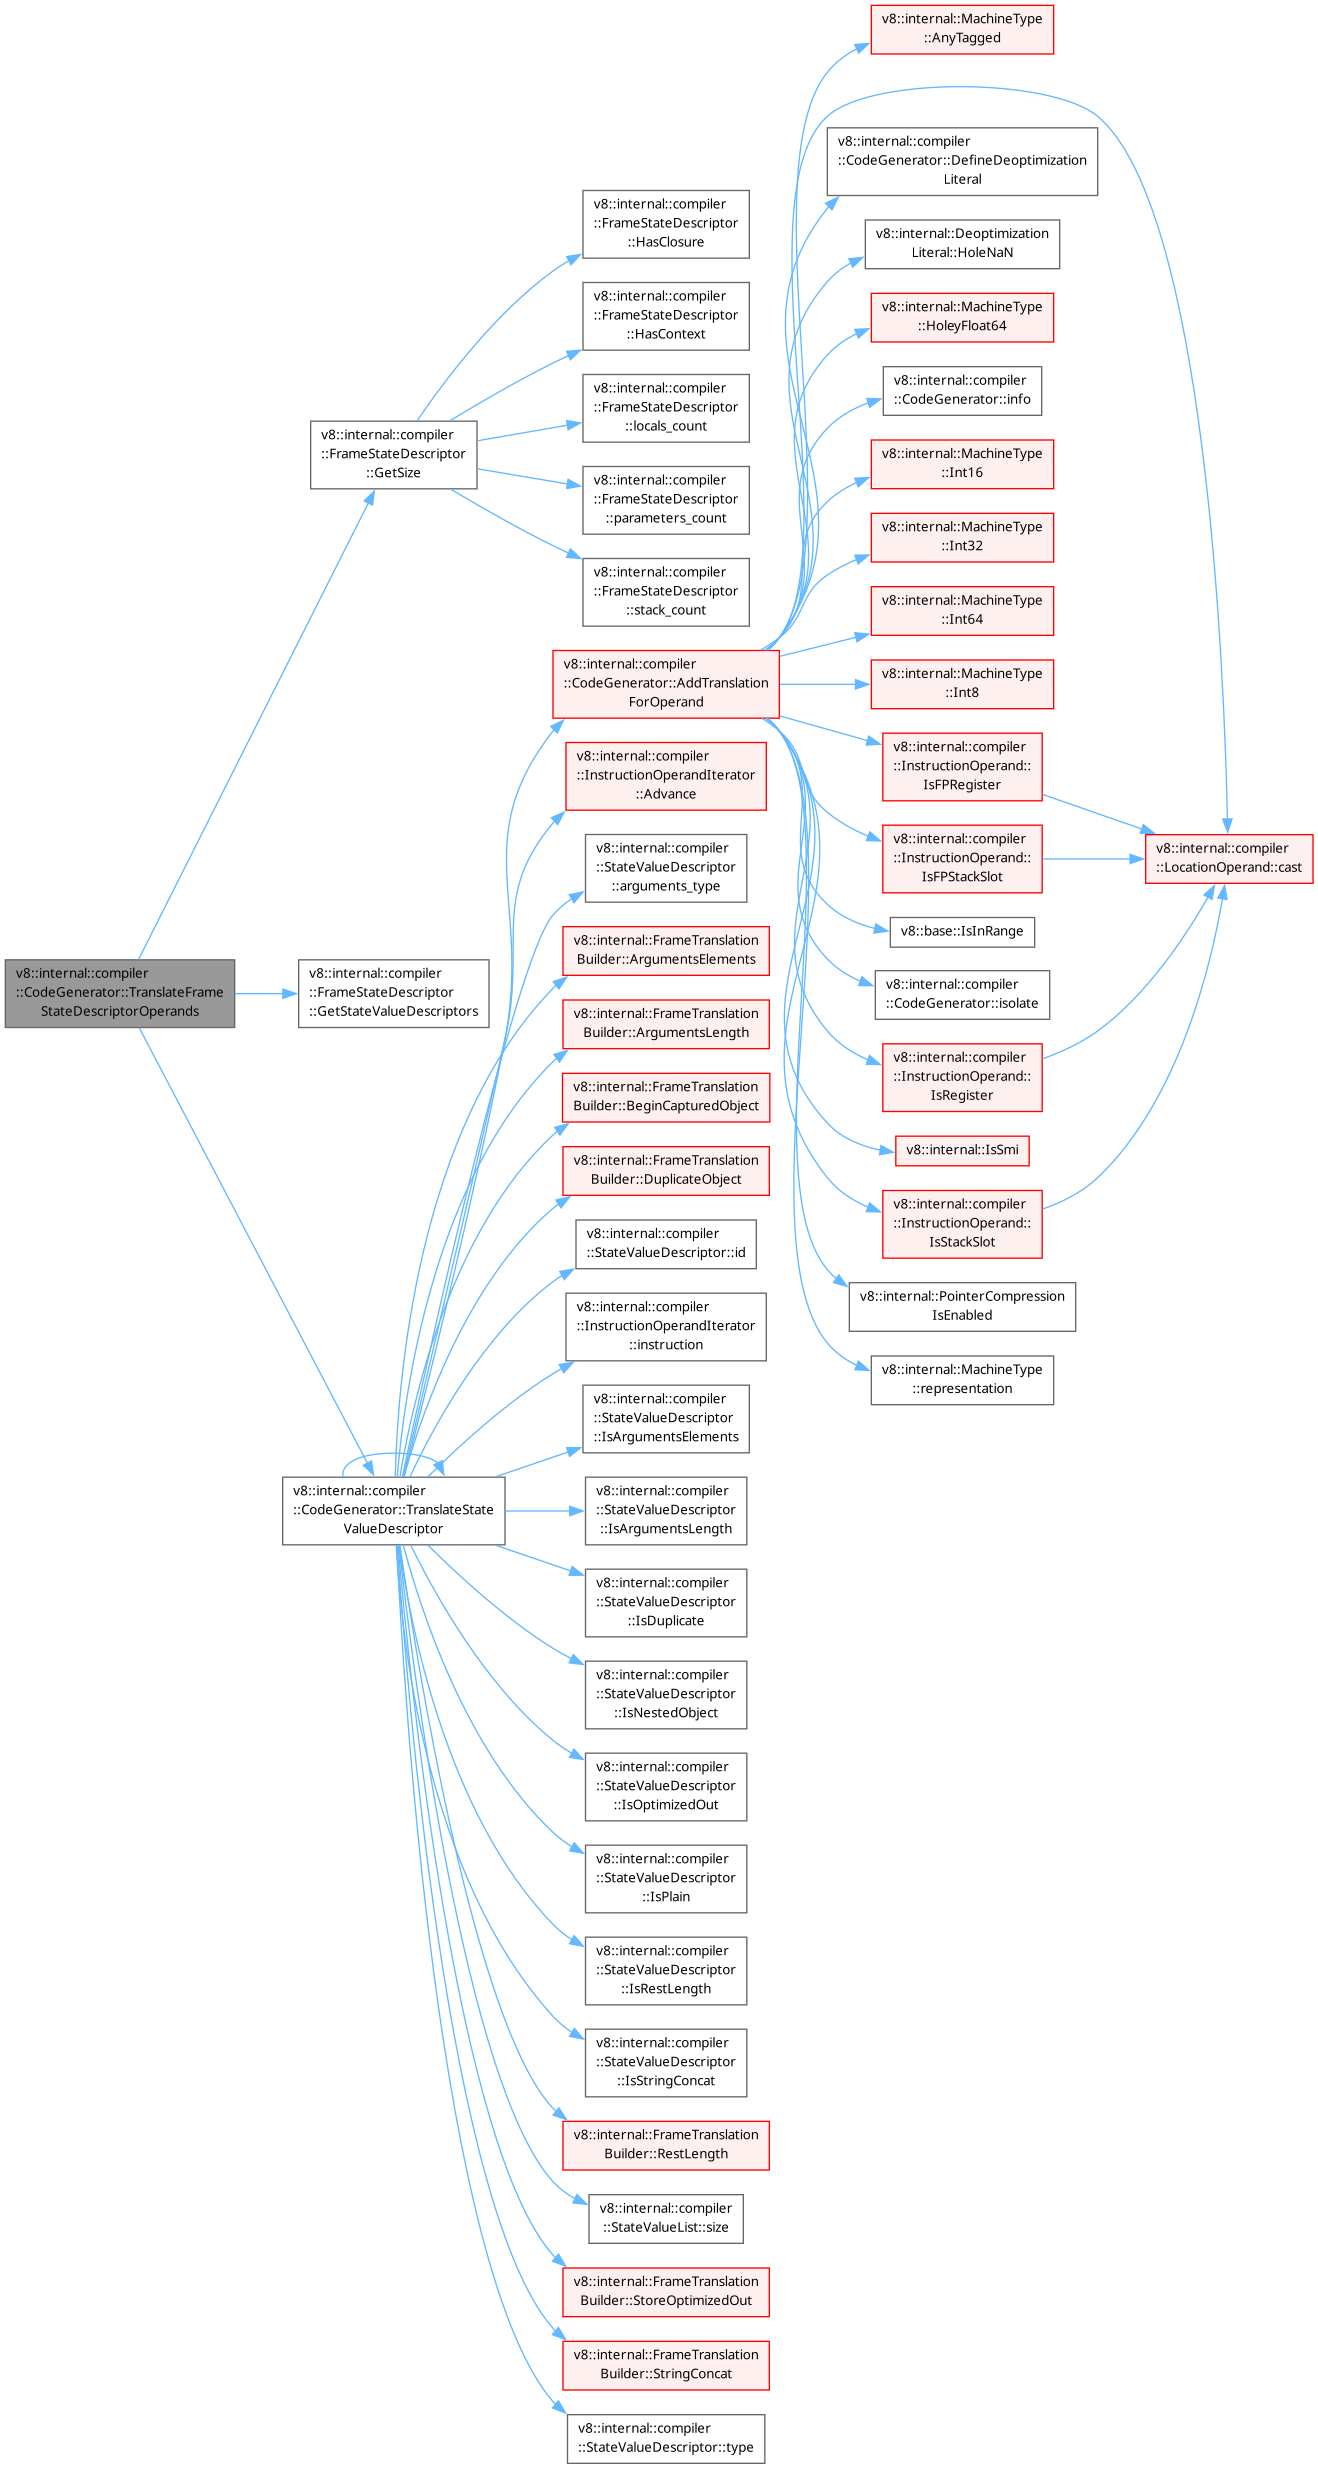 v8::internal::compiler
::CodeGenerator::TranslateFrame
StateDescriptorOperands
v8::internal::compiler
::FrameStateDescriptor
::GetSize
v8::internal::compiler
::FrameStateDescriptor
::GetStateValueDescriptors
v8::internal::compiler
::CodeGenerator::TranslateState
ValueDescriptor
v8::internal::compiler
::FrameStateDescriptor
::HasClosure
v8::internal::compiler
::FrameStateDescriptor
::HasContext
v8::internal::compiler
::FrameStateDescriptor
::locals_count
v8::internal::compiler
::FrameStateDescriptor
::parameters_count
v8::internal::compiler
::FrameStateDescriptor
::stack_count
v8::internal::compiler
::CodeGenerator::AddTranslation
ForOperand
v8::internal::compiler
::InstructionOperandIterator
::Advance
v8::internal::compiler
::StateValueDescriptor
::arguments_type
v8::internal::FrameTranslation
Builder::ArgumentsElements
v8::internal::FrameTranslation
Builder::ArgumentsLength
v8::internal::FrameTranslation
Builder::BeginCapturedObject
v8::internal::FrameTranslation
Builder::DuplicateObject
v8::internal::compiler
::StateValueDescriptor::id
v8::internal::compiler
::InstructionOperandIterator
::instruction
v8::internal::compiler
::StateValueDescriptor
::IsArgumentsElements
v8::internal::compiler
::StateValueDescriptor
::IsArgumentsLength
v8::internal::compiler
::StateValueDescriptor
::IsDuplicate
v8::internal::compiler
::StateValueDescriptor
::IsNestedObject
v8::internal::compiler
::StateValueDescriptor
::IsOptimizedOut
v8::internal::compiler
::StateValueDescriptor
::IsPlain
v8::internal::compiler
::StateValueDescriptor
::IsRestLength
v8::internal::compiler
::StateValueDescriptor
::IsStringConcat
v8::internal::FrameTranslation
Builder::RestLength
v8::internal::compiler
::StateValueList::size
v8::internal::FrameTranslation
Builder::StoreOptimizedOut
v8::internal::FrameTranslation
Builder::StringConcat
v8::internal::compiler
::StateValueDescriptor::type
v8::internal::MachineType
::AnyTagged
v8::internal::compiler
::CodeGenerator::DefineDeoptimization
Literal
v8::internal::Deoptimization
Literal::HoleNaN
v8::internal::MachineType
::HoleyFloat64
v8::internal::compiler
::CodeGenerator::info
v8::internal::MachineType
::Int16
v8::internal::MachineType
::Int32
v8::internal::MachineType
::Int64
v8::internal::MachineType
::Int8
v8::internal::compiler
::InstructionOperand::
IsFPRegister
v8::internal::compiler
::InstructionOperand::
IsFPStackSlot
v8::base::IsInRange
v8::internal::compiler
::CodeGenerator::isolate
v8::internal::compiler
::InstructionOperand::
IsRegister
v8::internal::IsSmi
v8::internal::compiler
::InstructionOperand::
IsStackSlot
v8::internal::PointerCompression
IsEnabled
v8::internal::MachineType
::representation
v8::internal::compiler
::LocationOperand::cast